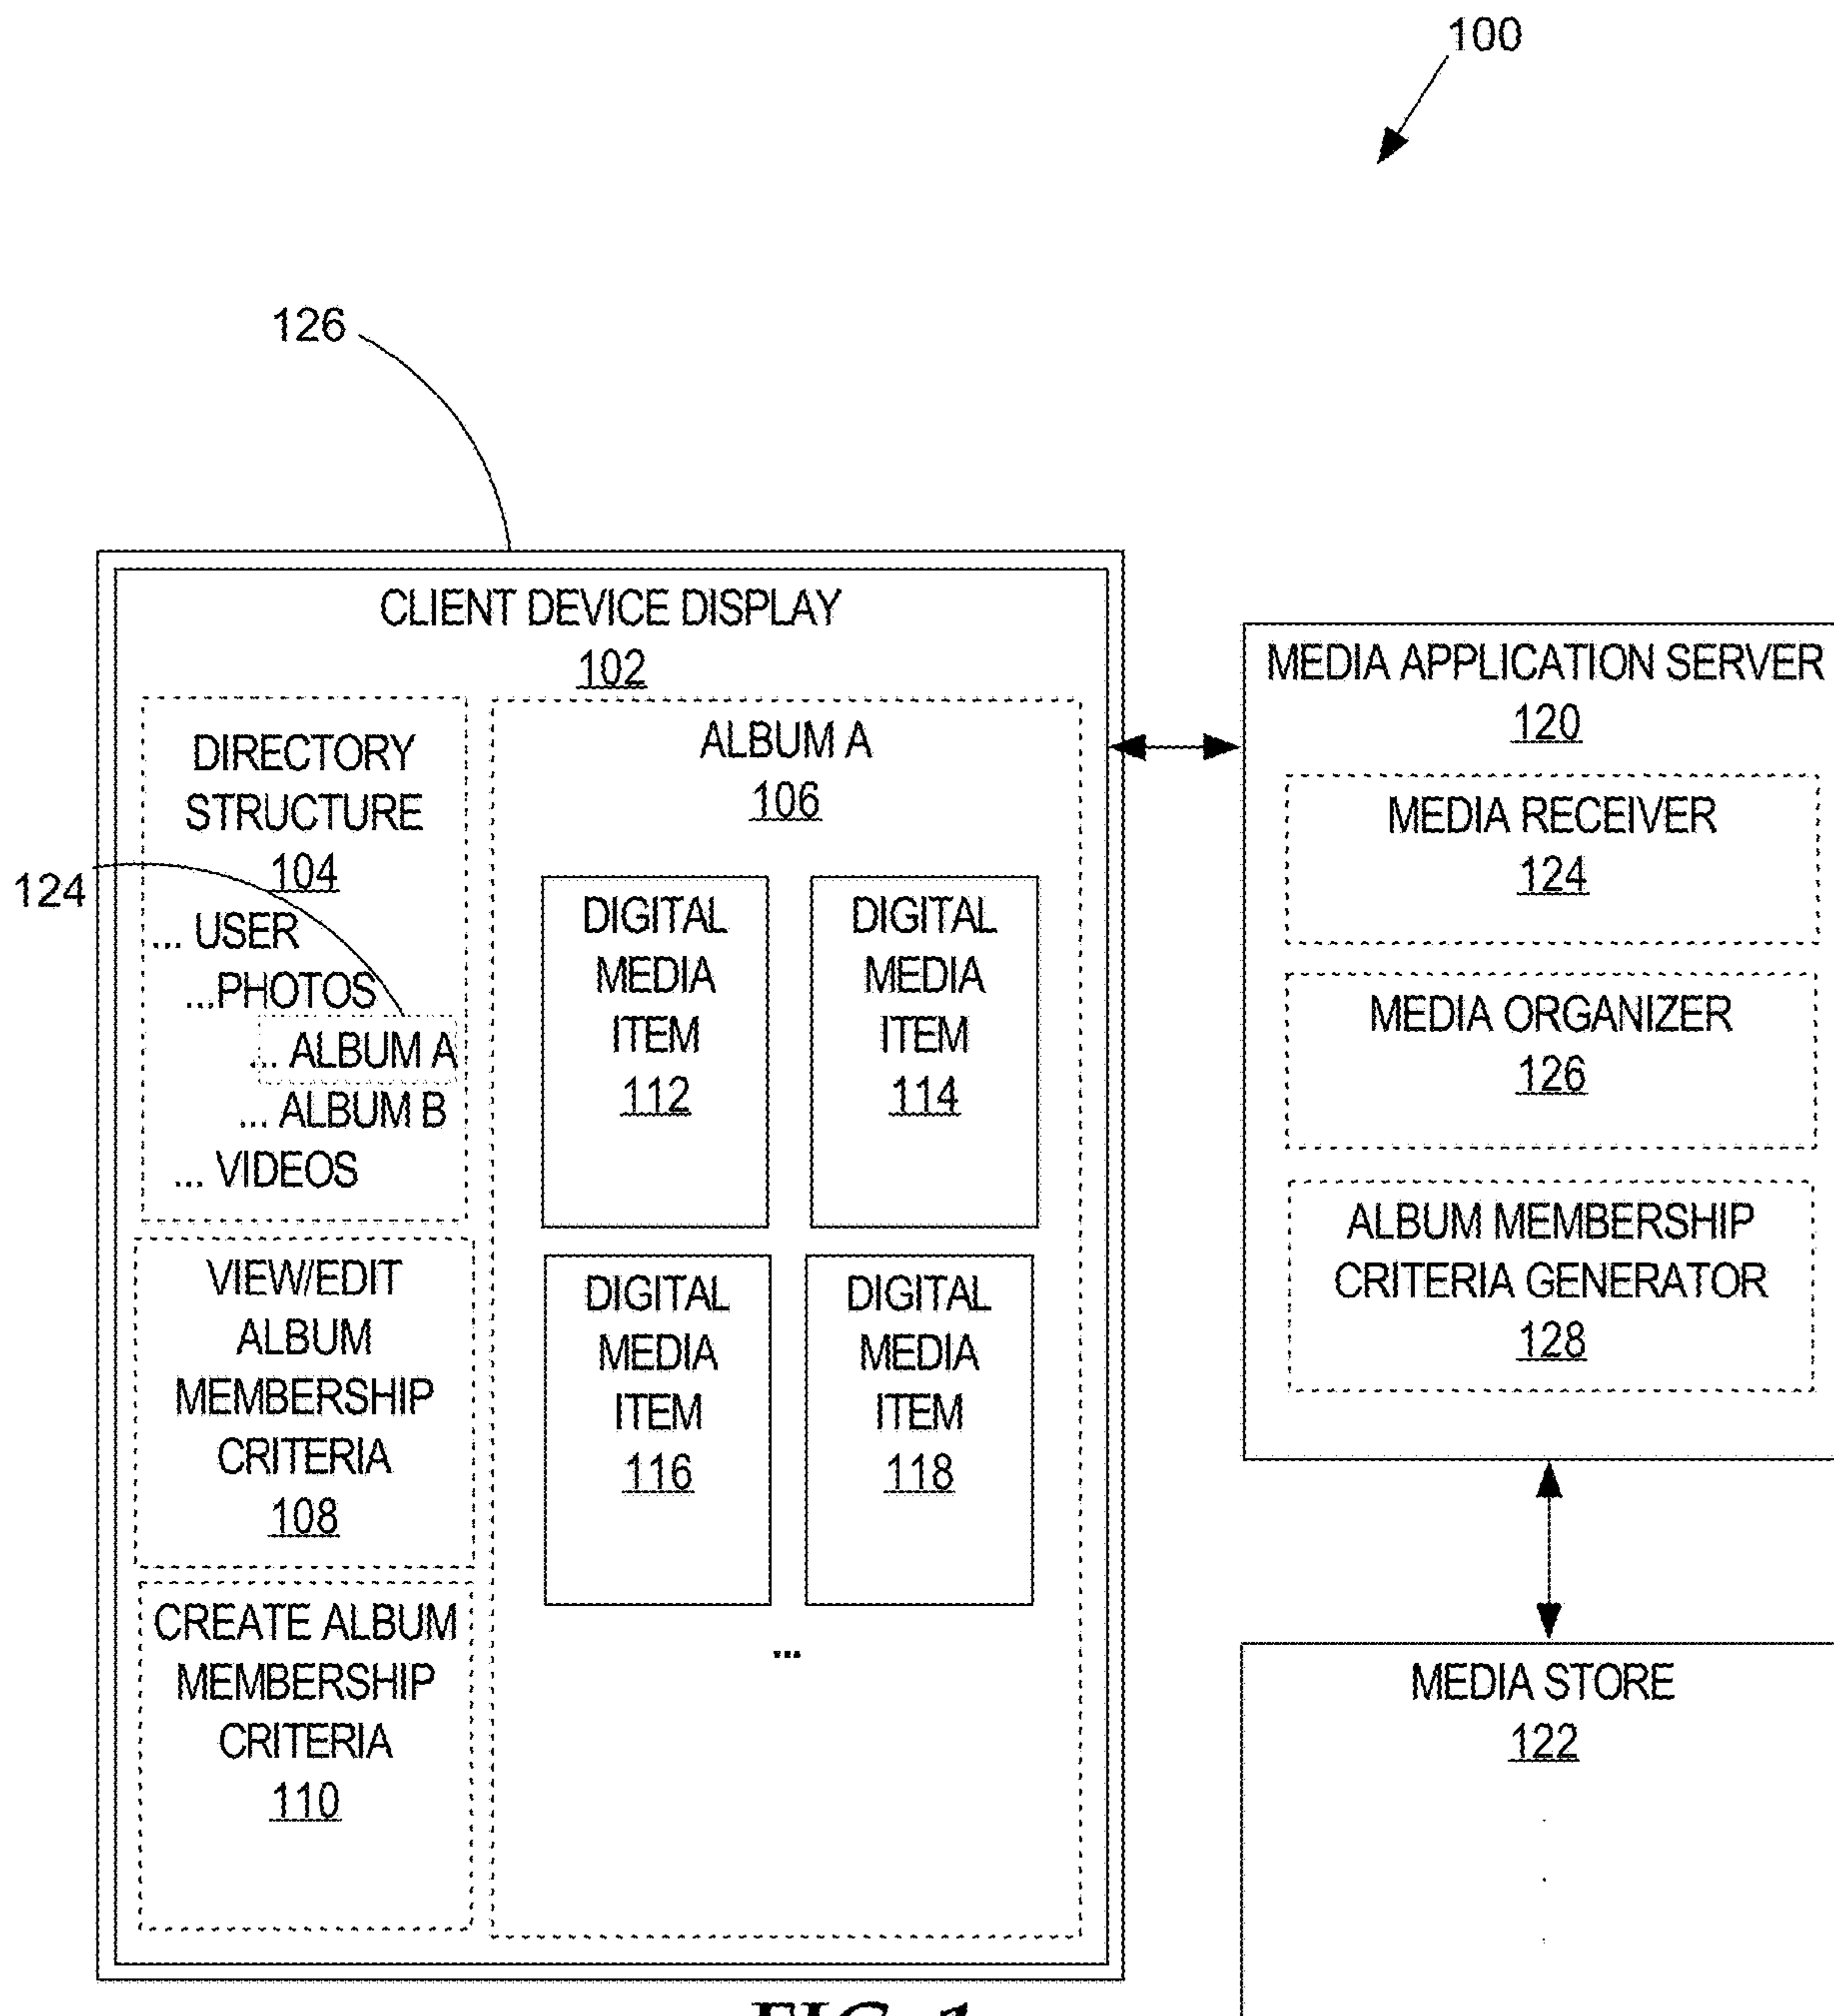 100
126
CLIENT DEVICE DISPLAY
102
DIRECTORY
STRUCTURE
104
124
... USER
...PHOTOS
... ALBUM A
... ALBUM B
... VIDEOS
VIEW/EDIT
ALBUM
MEMBERSHIP
CRITERIA
108
CREATE ALBUM
MEMBERSHIP
CRITERIA
110
ALBUM A
106
DIGITAL
MEDIA
ITEM
112
DIGITAL
MEDIA
ITEM
114
DIGITAL
MEDIA
ITEM
116
DIGITAL
MEDIA
ITEM
118
...
MEDIA APPLICATION SERVER
120
MEDIA RECEIVER
124
MEDIA ORGANIZER
126
ALBUM MEMBERSHIP
CRITERIA GENERATOR
128
MEDIA STORE
122
FIG. 1